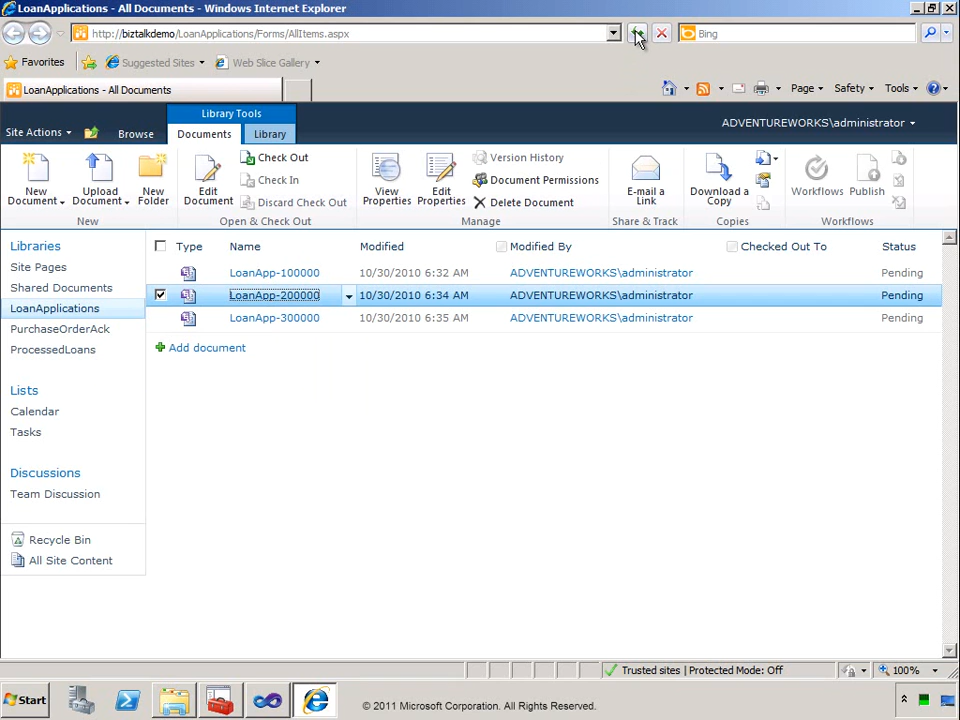 LoanApplications - All Documents - Windows Internet Explorer
http://biztalkdemo/LoanApplications/Forms/AllItems.aspx
Bing
Favorites
Suggested Sites
Web Slice Gallery
LoanApplications - All Documents
Page
Safety
Tools
Library Tools
Site Actions
Browse
Documents
Library
ADVENTUREWORKS\administrator
New Document
Upload Document
New Folder
New
Edit Document
Check Out
Check In
Discard Check Out
Open & Check Out
View Properties
Edit Properties
Version History
Document Permissions
Delete Document
Manage
E-mail a Link
Share & Track
Download a Copy
Copies
Workflows
Publish
Workflows
Libraries
Site Pages
Shared Documents
LoanApplications
PurchaseOrderAck
ProcessedLoans
Lists
Calendar
Tasks
Discussions
Team Discussion
Recycle Bin
All Site Content
Type Name Modified Modified By Checked Out To Status
LoanApp-100000 10/30/2010 6:32 AM ADVENTUREWORKS\administrator Pending
LoanApp-200000 10/30/2010 6:34 AM ADVENTUREWORKS\administrator Pending
LoanApp-300000 10/30/2010 6:35 AM ADVENTUREWORKS\administrator Pending
Add document
Trusted sites | Protected Mode: Off
100%
Start
© 2011 Microsoft Corporation. All Rights Reserved.